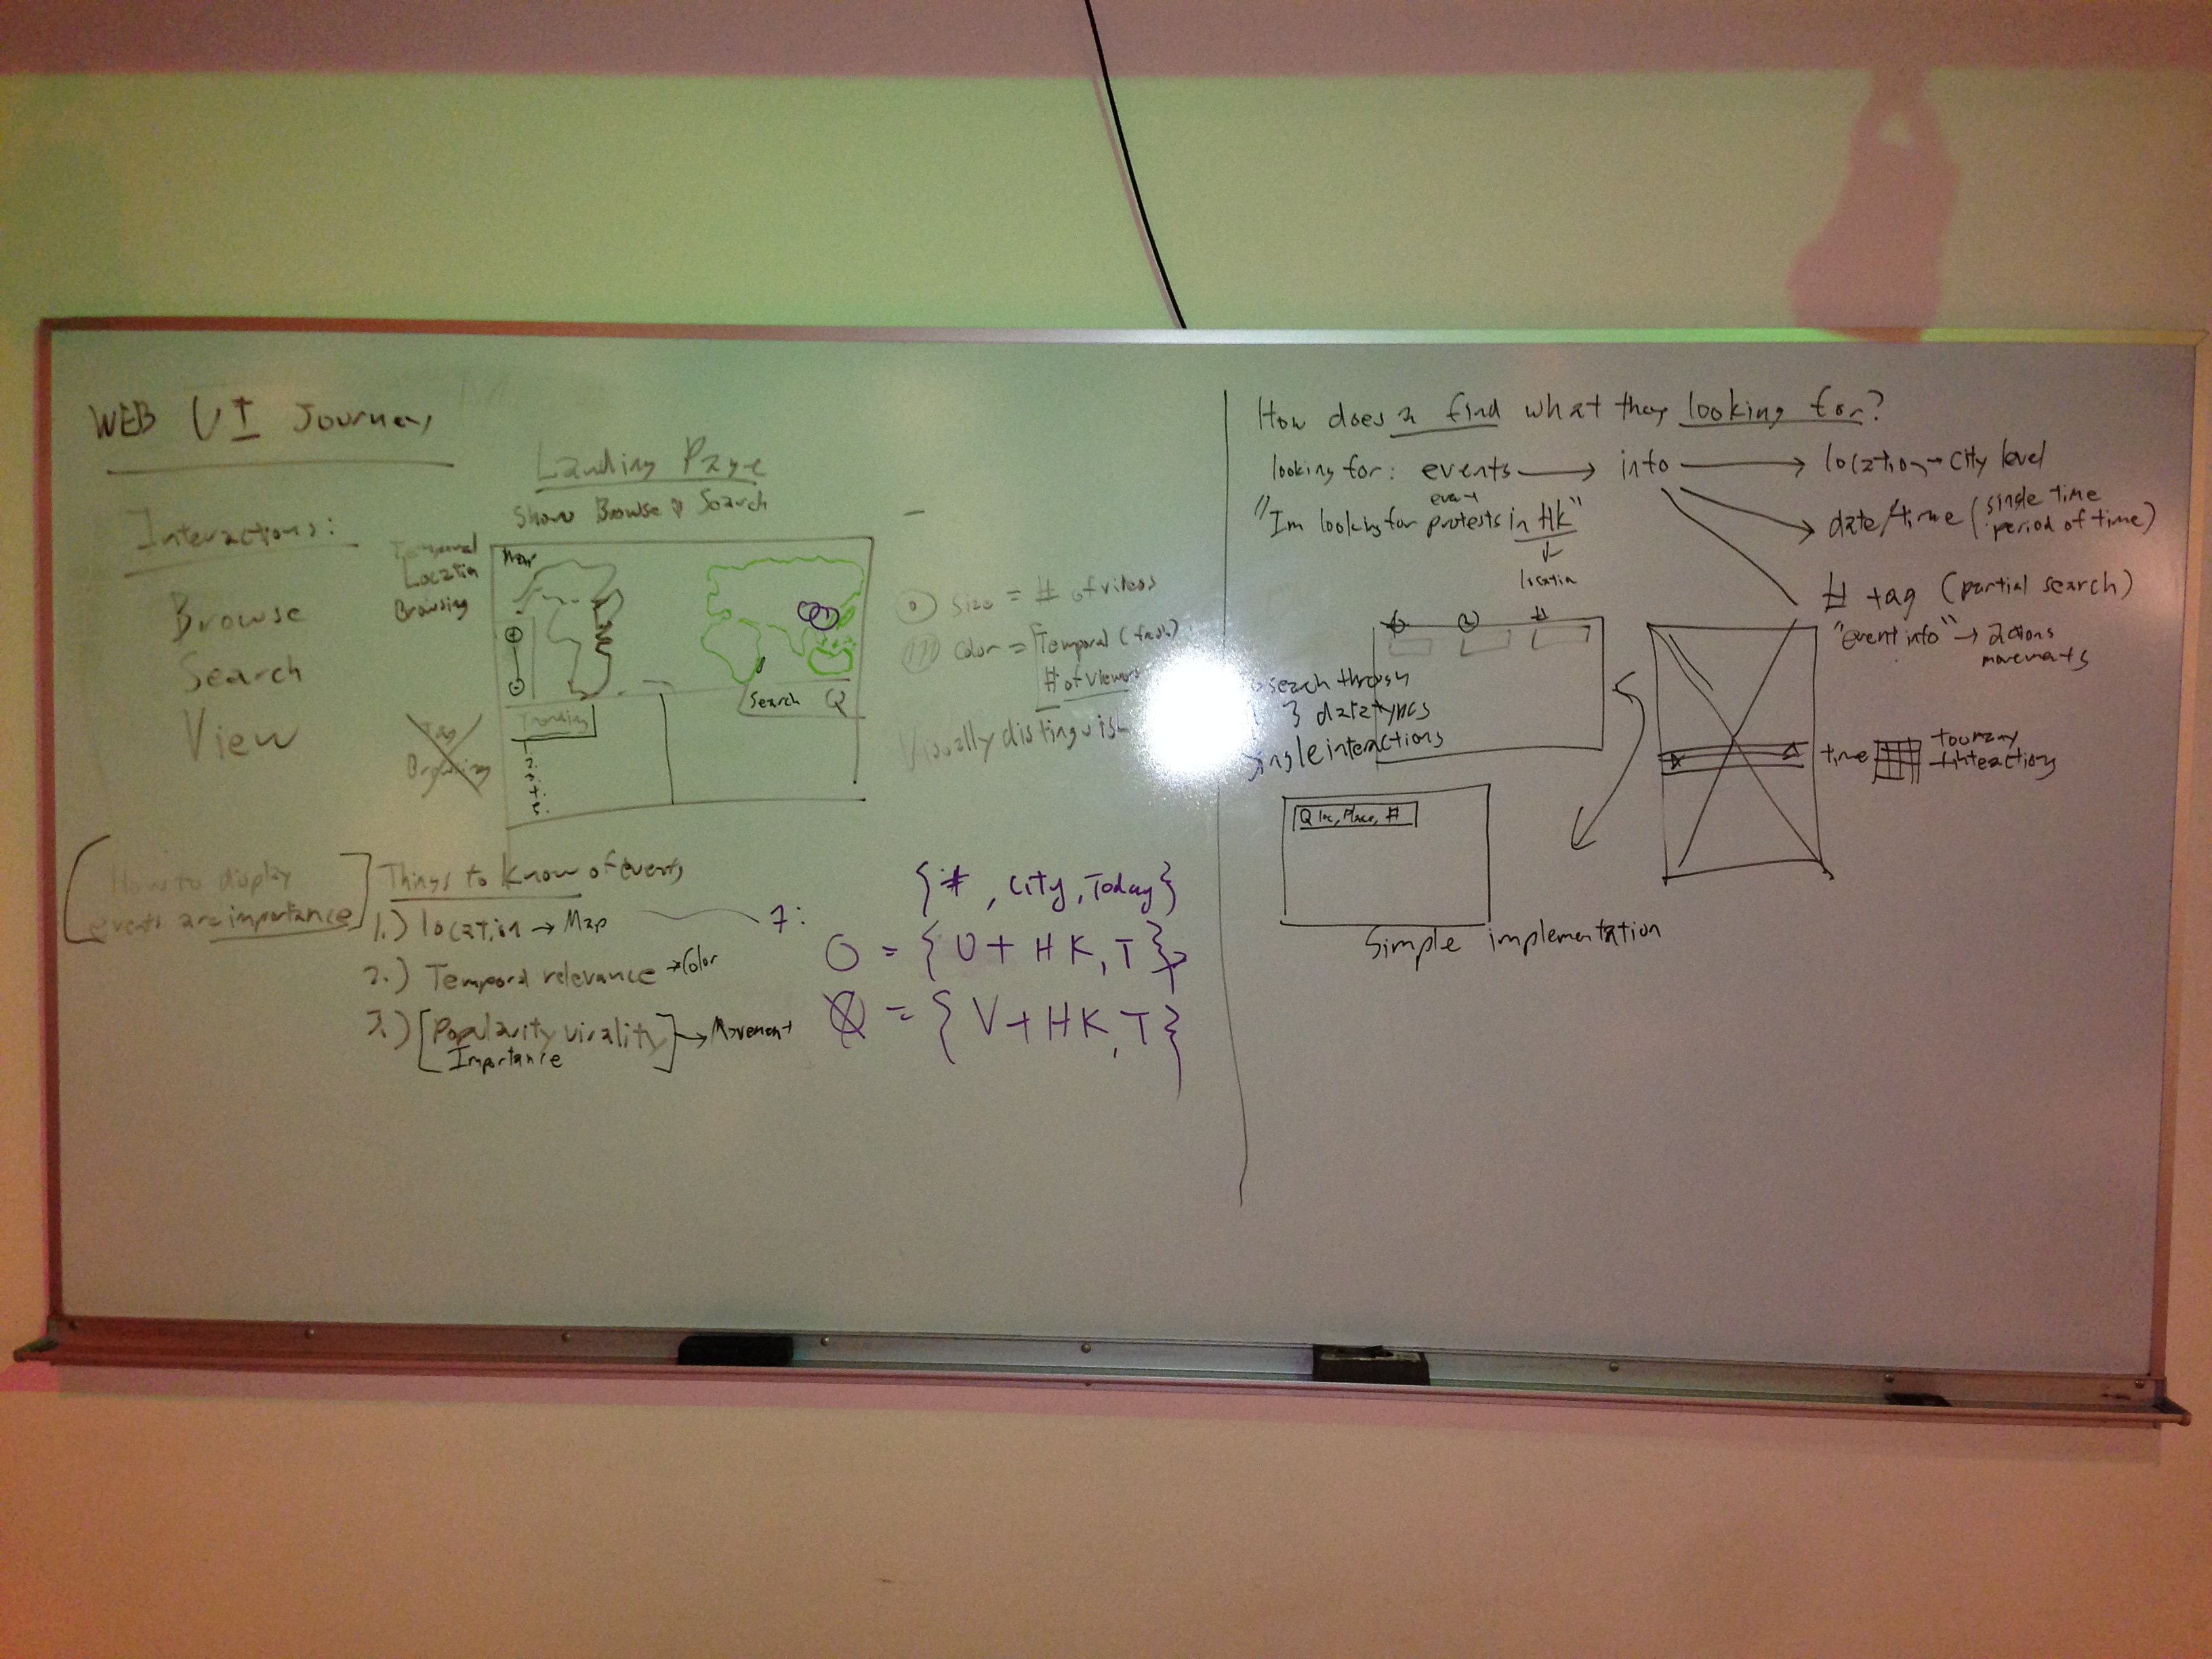 WEB UI Journey
Landing Page
Show Browse & Search
Interactions:
Browse
Search
View
Temporal
Location
Browsing
Map
Search Q
Trending
1.
2.
3.
4.
5.
Tag
Browsing
Size = # of videos
Color = Temporal (fresh)
# of viewers
Visually distinguish
How to display
events are importance
Things to know of events
1.) location → Map
2.) Temporal relevance → Color
3.) [Popularity virality] → Movement
Importance
{#, City, Today}
O = {U + HK, T}
= {V + HK, T}
How does a find what they looking for?
looking for: events → info → location → City level
date/time (single time
period of time)
event
"Im looking for protests in HK"
location
# tag (partial search)
"event info" → actions
movements
search through
3 datatypes
single interactions
time
Q loc, Place, #
Simple implementation